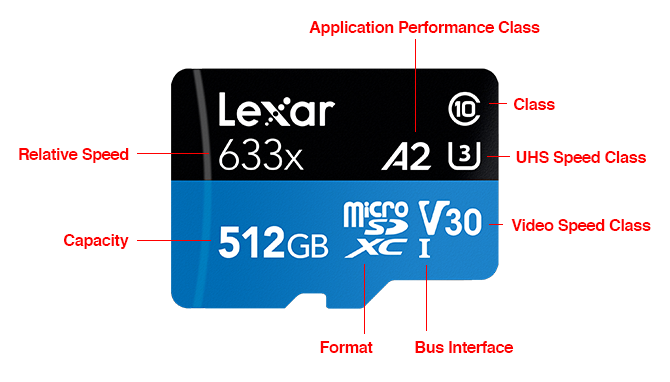 Application Performance Class
Lexar
10
Class
Relative Speed
633x
A2
3
UHS Speed Class
Capacity
512GB
micro
SD
XC
V30
I
Video Speed Class
Format
Bus Interface